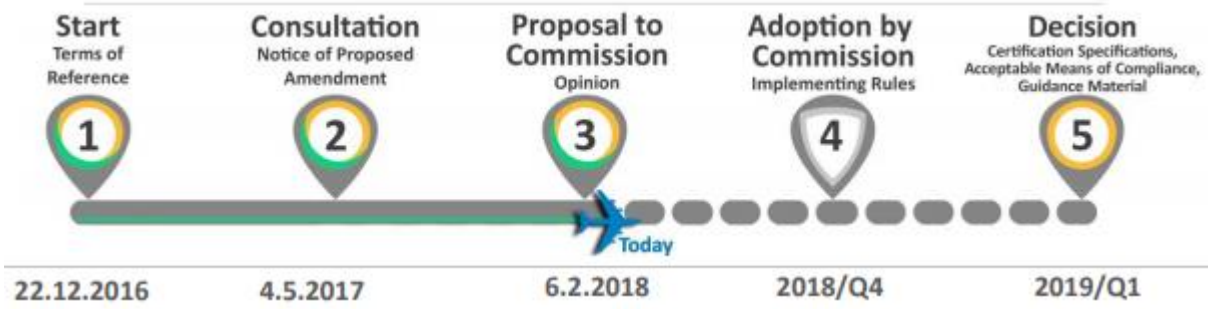 Start
Terms of
Reference
Consultation
Notice of Proposed
Amendment
Proposal to
Commission
Opinion
Adoption by
Commission
Implementing Rules
Decision
Certification Specifications,
Acceptable Means of Compliance,
Guidance Material
1
2
3
4
5
Today
22.12.2016
4.5.2017
6.2.2018
2018/Q4
2019/Q1